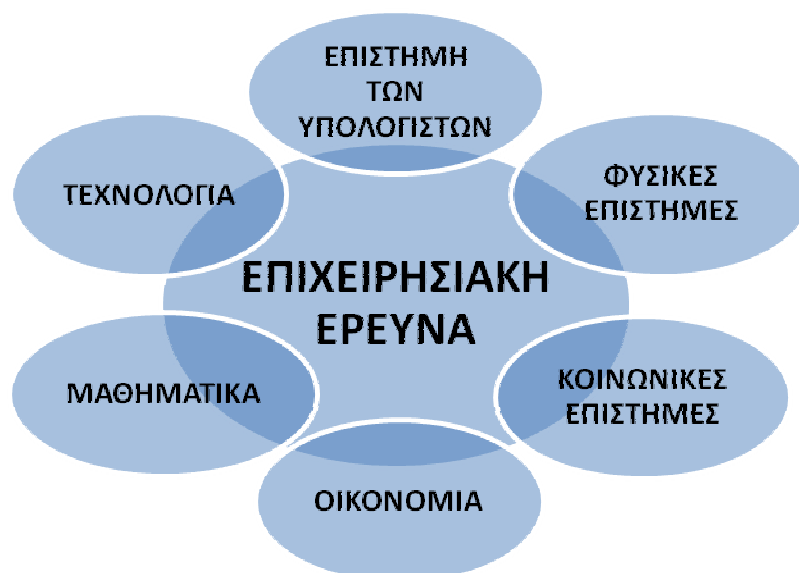 ΕΠΙΣΤΗΜΗ
ΤΩΝ
ΥΠΟΛΟΓΙΣΤΩΝ
ΤΕΧΝΟΛΟΓΙΑ
ΦΥΣΙΚΕΣ
ΕΠΙΣΤΗΜΕΣ
ΕΠΙΧΕΙΡΗΣΙΑΚΗ
ΕΡΕΥΝΑ
ΜΑΘΗΜΑΤΙΚΑ
ΚΟΙΝΩΝΙΚΕΣ
ΕΠΙΣΤΗΜΕΣ
ΟΙΚΟΝΟΜΙΑ